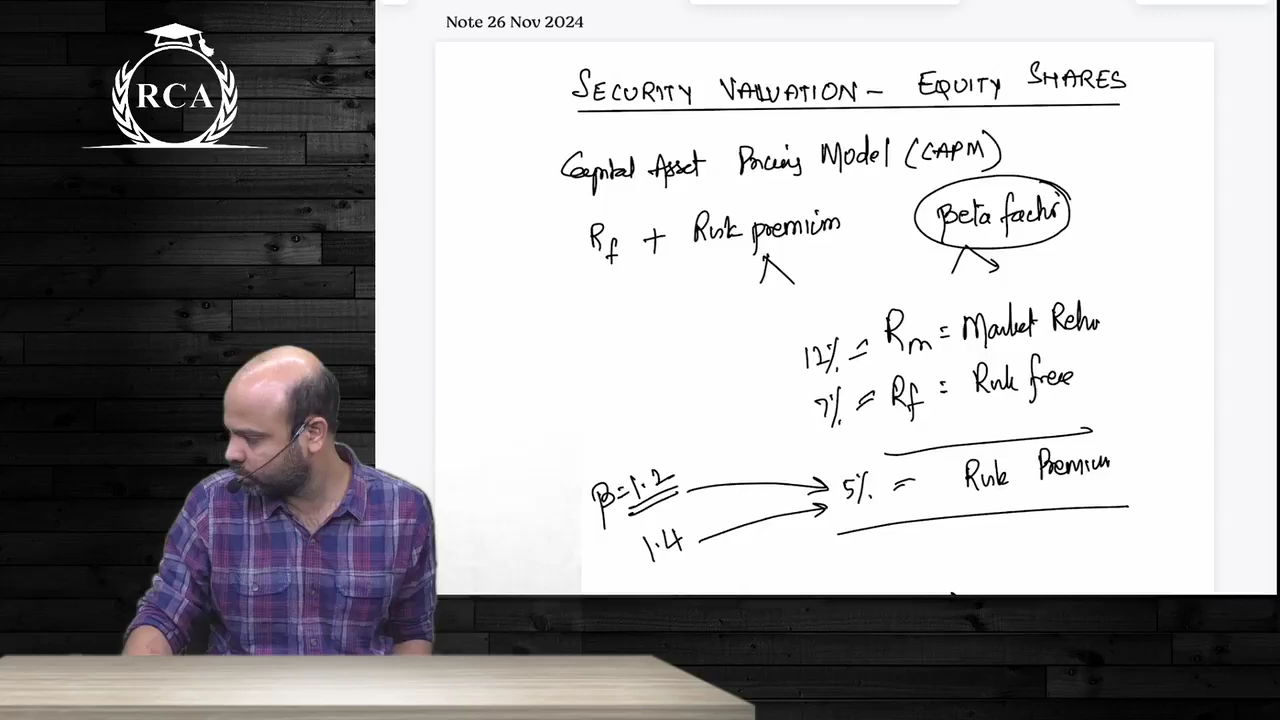 RCA
Note 26 Nov 2024
SECURITY VALUATION - EQUITY SHARES
Capital Asset Pricing Model (CAPM)
Rf + Risk premium
Beta factor
12% = Rm = Market Retu
7% = Rf = Risk free
5% = Risk Premium
β=1.2
1.4